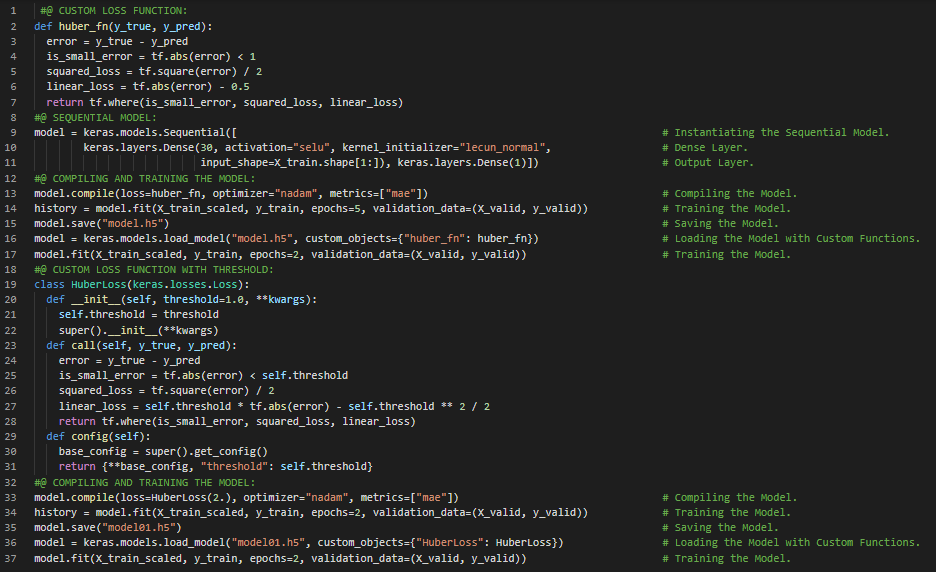 1 #@ CUSTOM LOSS FUNCTION:
2 def huber_fn(y_true, y_pred):
3   error = y_true - y_pred
4   is_small_error = tf.abs(error) < 1
5   squared_loss = tf.square(error) / 2
6   linear_loss = tf.abs(error) - 0.5
7   return tf.where(is_small_error, squared_loss, linear_loss)
8 #@ SEQUENTIAL MODEL:
9 model = keras.models.Sequential([ # Instantiating the Sequential Model.
10         keras.layers.Dense(30, activation="selu", kernel_initializer="lecun_normal", # Dense Layer.
11                            input_shape=X_train.shape[1:]), keras.layers.Dense(1)]) # Output Layer.
12 #@ COMPILING AND TRAINING THE MODEL:
13 model.compile(loss=huber_fn, optimizer="nadam", metrics=["mae"]) # Compiling the Model.
14 history = model.fit(X_train_scaled, y_train, epochs=5, validation_data=(X_valid, y_valid)) # Training the Model.
15 model.save("model.h5") # Saving the Model.
16 model = keras.models.load_model("model.h5", custom_objects={"huber_fn": huber_fn}) # Loading the Model with Custom Functions.
17 model.fit(X_train_scaled, y_train, epochs=2, validation_data=(X_valid, y_valid)) # Training the Model.
18 #@ CUSTOM LOSS FUNCTION WITH THRESHOLD:
19 class HuberLoss(keras.losses.Loss):
20   def __init__(self, threshold=1.0, **kwargs):
21     self.threshold = threshold
22     super().__init__(**kwargs)
23   def call(self, y_true, y_pred):
24     error = y_true - y_pred
25     is_small_error = tf.abs(error) < self.threshold
26     squared_loss = tf.square(error) / 2
27     linear_loss = self.threshold * tf.abs(error) - self.threshold ** 2 / 2
28     return tf.where(is_small_error, squared_loss, linear_loss)
29   def config(self):
30     base_config = super().get_config()
31     return {**base_config, "threshold": self.threshold}
32 #@ COMPILING AND TRAINING THE MODEL:
33 model.compile(loss=HuberLoss(2.), optimizer="nadam", metrics=["mae"]) # Compiling the Model.
34 history = model.fit(X_train_scaled, y_train, epochs=2, validation_data=(X_valid, y_valid)) # Training the Model.
35 model.save("model01.h5") # Saving the Model.
36 model = keras.models.load_model("model01.h5", custom_objects={"HuberLoss": HuberLoss}) # Loading the Model with Custom Functions.
37 model.fit(X_train_scaled, y_train, epochs=2, validation_data=(X_valid, y_valid)) # Training the Model.